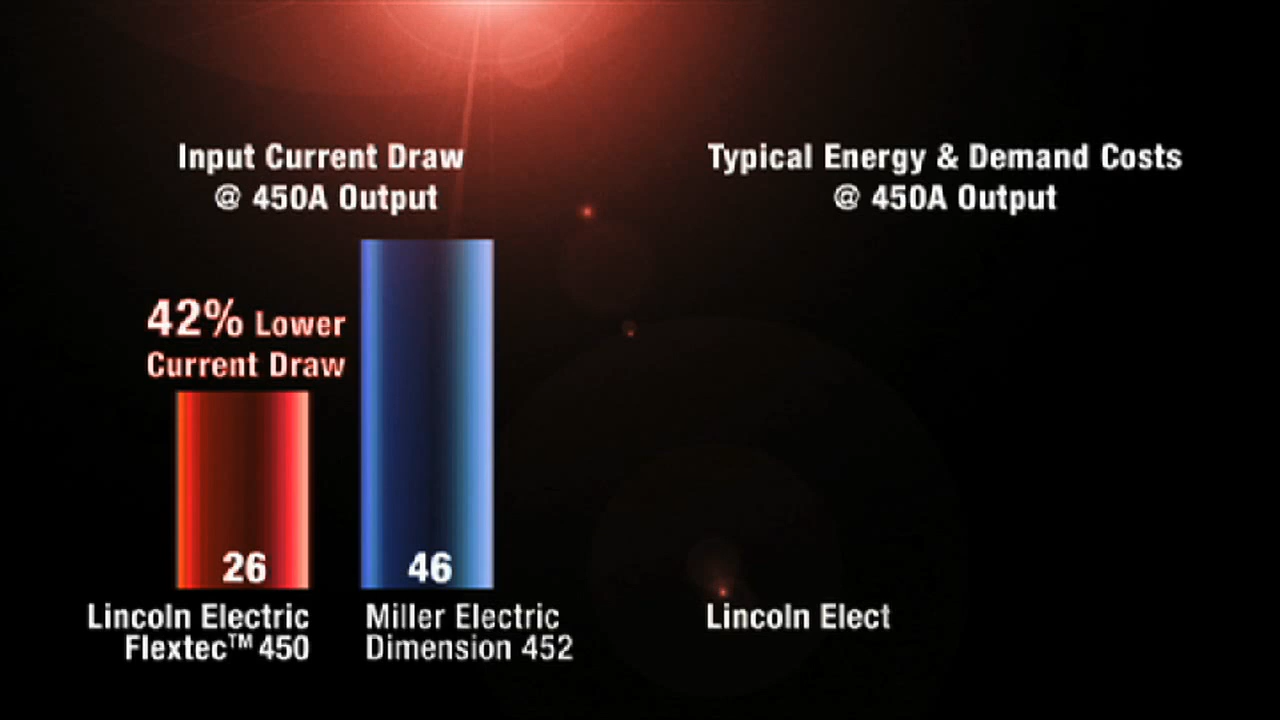 Input Current Draw
@ 450A Output
42% Lower
Current Draw
26
46
Lincoln Electric
Flextec™ 450
Miller Electric
Dimension 452
Typical Energy & Demand Costs
@ 450A Output
Lincoln Elect